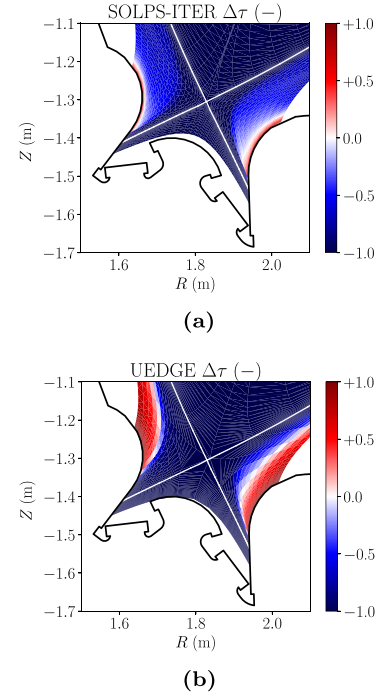 SOLPS-ITER Δτ (−)
−1.1
−1.2
−1.3
−1.4
−1.5
−1.6
−1.7
Z (m)
1.6 1.8 2.0
R (m)
+1.0
+0.5
0.0
−0.5
−1.0
(a)
UEDGE Δτ (−)
−1.1
−1.2
−1.3
−1.4
−1.5
−1.6
−1.7
Z (m)
1.6 1.8 2.0
R (m)
+1.0
+0.5
0.0
−0.5
−1.0
(b)